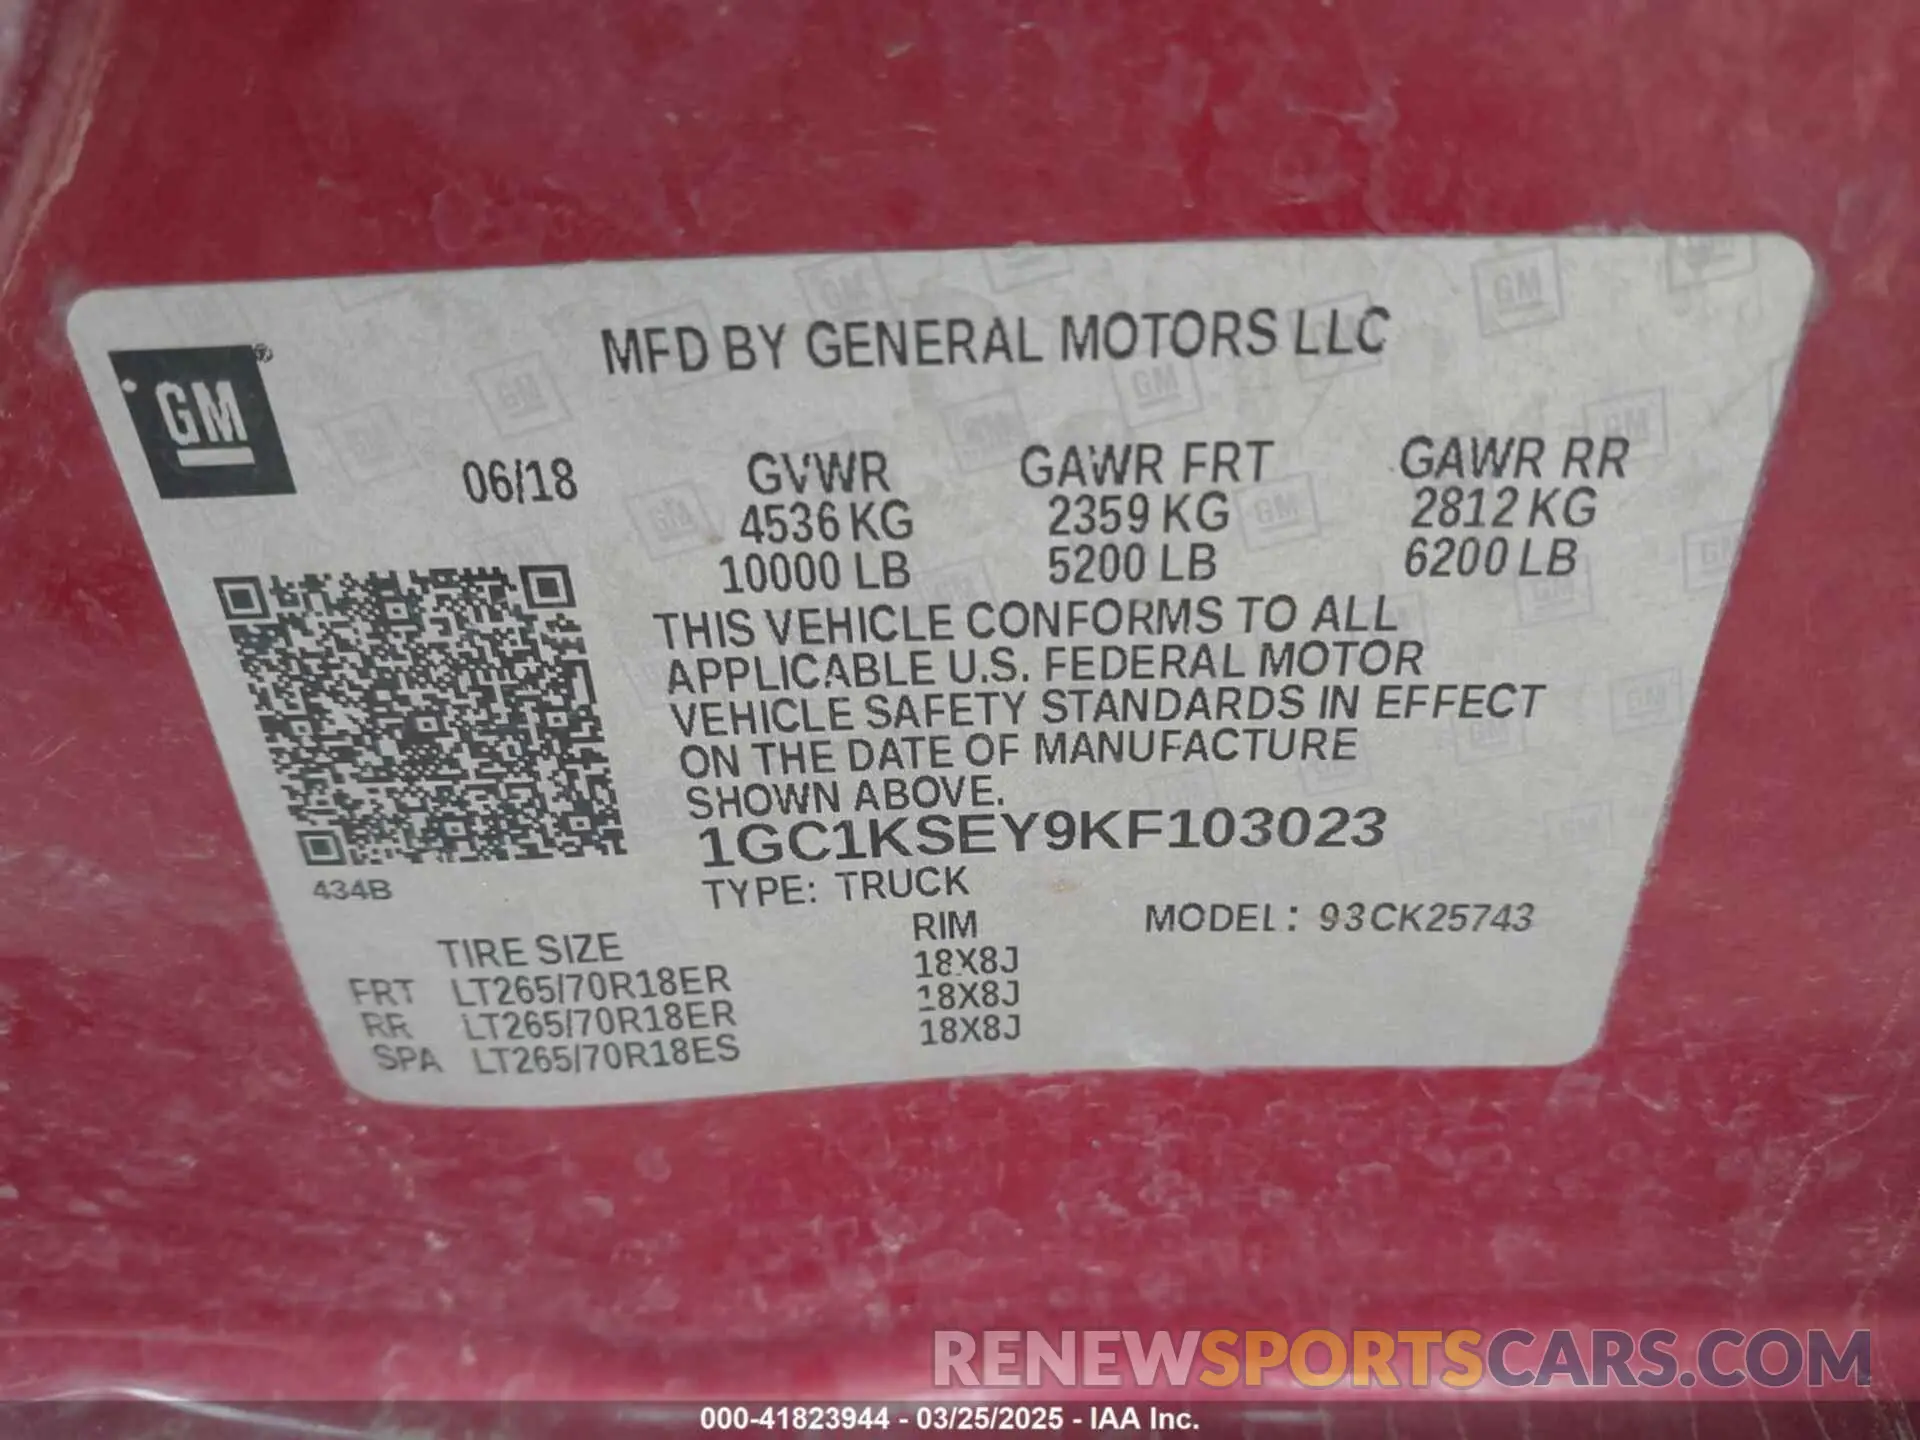 MFD BY GENERAL MOTORS LLC
GM®
06/18
GVWR GAWR FRT GAWR RR
4536 KG 2359 KG 2812 KG
10000 LB 5200 LB 6200 LB
THIS VEHICLE CONFORMS TO ALL
APPLICABLE U.S. FEDERAL MOTOR
VEHICLE SAFETY STANDARDS IN EFFECT
ON THE DATE OF MANUFACTURE
SHOWN ABOVE.
1GC1KSEY9KF103023
434B
TYPE: TRUCK
MODEL: 93CK25743
TIRE SIZE RIM
FRT LT265/70R18ER 18X8J
RR LT265/70R18ER 18X8J
SPA LT265/70R18ES 18X8J
RENEWSPORTSCARS.COM
000-41823944 - 03/25/2025 - IAA Inc.